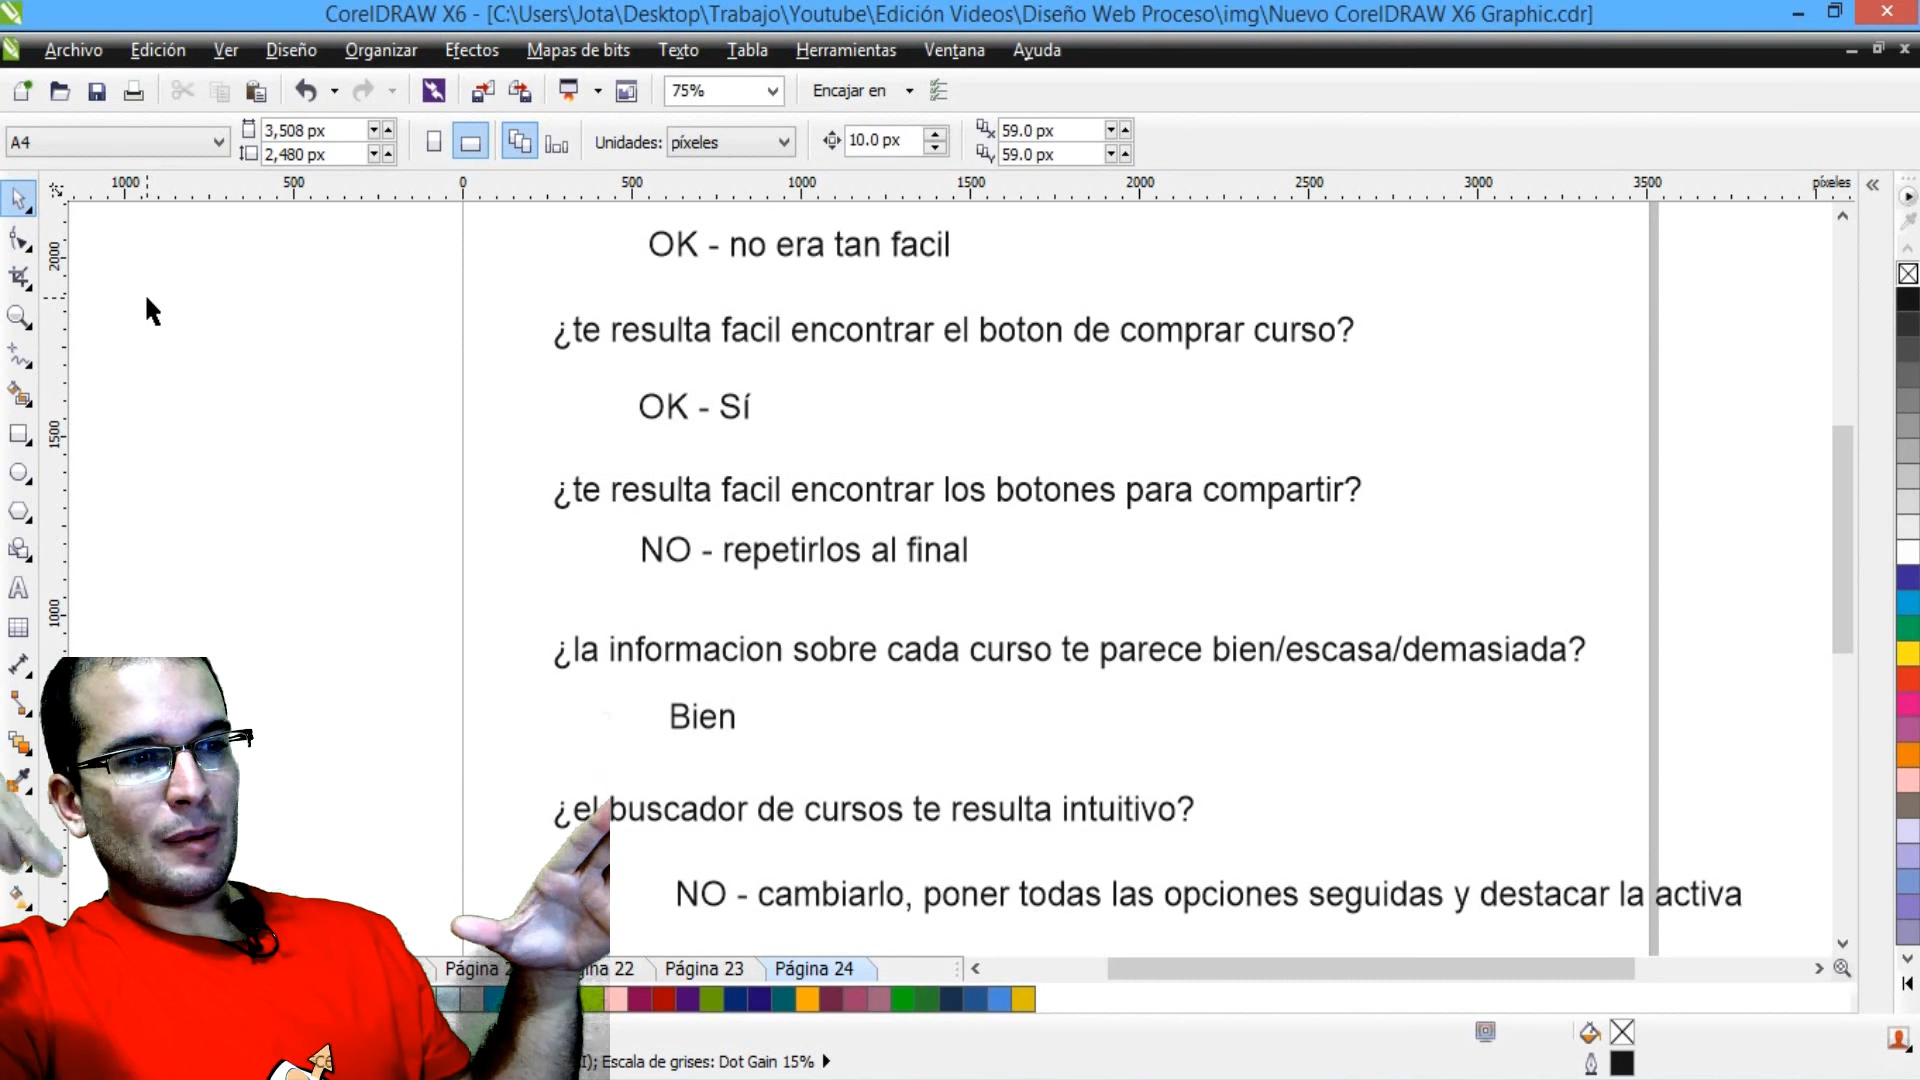 CorelDRAW X6 - [C:\Users\Jota\Desktop\Trabajo\Youtube\Edición Videos\Diseño Web Proceso\img\Nuevo CorelDRAW X6 Graphic.cdr]
Archivo Edición Ver Diseño Organizar Efectos Mapas de bits Texto Tabla Herramientas Ventana Ayuda
75% Encajar en
A4 3,508 px 2,480 px Unidades: píxeles 10.0 px 59.0 px 59.0 px
1000 500 0 500 1000 1500 2000 2500 3000 3500 píxeles
2000
1500
1000
OK - no era tan facil
¿te resulta facil encontrar el boton de comprar curso?
OK - Sí
¿te resulta facil encontrar los botones para compartir?
NO - repetirlos al final
¿la informacion sobre cada curso te parece bien/escasa/demasiada?
Bien
¿el buscador de cursos te resulta intuitivo?
NO - cambiarlo, poner todas las opciones seguidas y destacar la activa
Página 22 Página 23 Página 24
Escala de grises: Dot Gain 15%